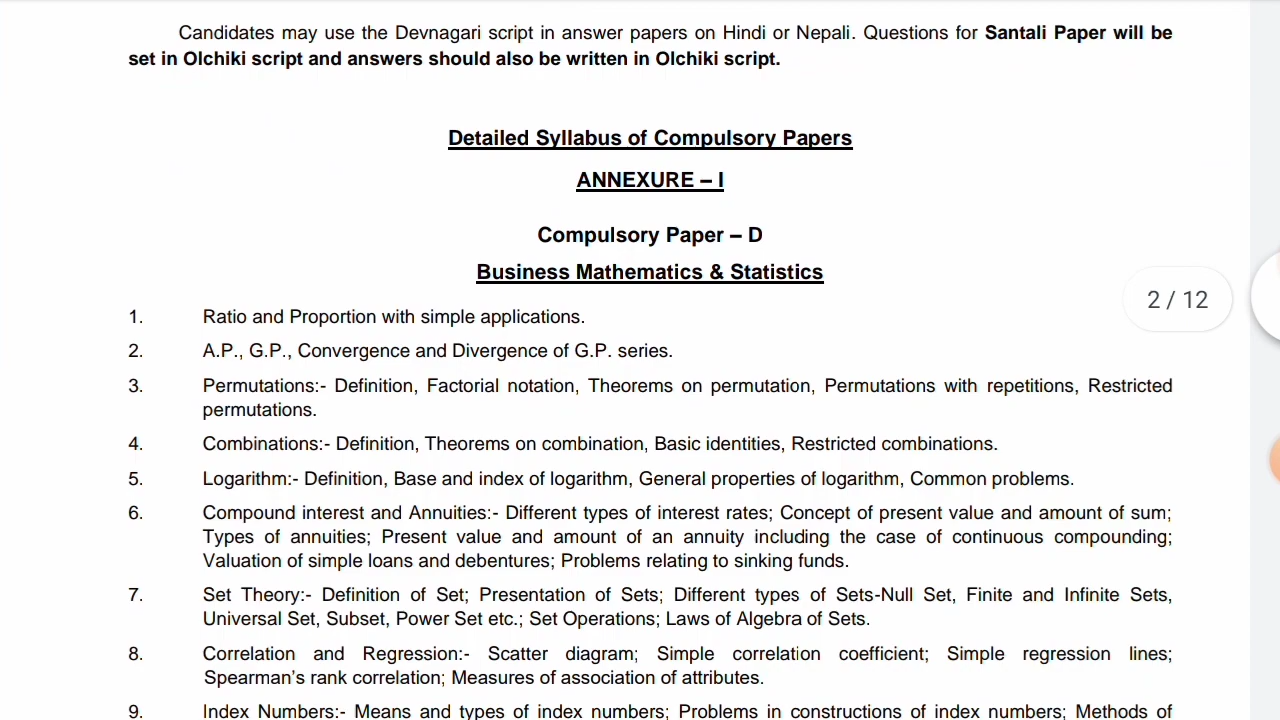 Candidates may use the Devnagari script in answer papers on Hindi or Nepali. Questions for Santali Paper will be
set in Olchiki script and answers should also be written in Olchiki script.
Detailed Syllabus of Compulsory Papers
ANNEXURE – I
Compulsory Paper – D
Business Mathematics & Statistics
2 / 12
1. Ratio and Proportion with simple applications.
2. A.P., G.P., Convergence and Divergence of G.P. series.
3. Permutations:- Definition, Factorial notation, Theorems on permutation, Permutations with repetitions, Restricted
permutations.
4. Combinations:- Definition, Theorems on combination, Basic identities, Restricted combinations.
5. Logarithm:- Definition, Base and index of logarithm, General properties of logarithm, Common problems.
6. Compound interest and Annuities:- Different types of interest rates; Concept of present value and amount of sum;
Types of annuities; Present value and amount of an annuity including the case of continuous compounding;
Valuation of simple loans and debentures; Problems relating to sinking funds.
7. Set Theory:- Definition of Set; Presentation of Sets; Different types of Sets-Null Set, Finite and Infinite Sets,
Universal Set, Subset, Power Set etc.; Set Operations; Laws of Algebra of Sets.
8. Correlation and Regression:- Scatter diagram; Simple correlation coefficient; Simple regression lines;
Spearman's rank correlation; Measures of association of attributes.
9. Index Numbers:- Means and types of index numbers; Problems in constructions of index numbers; Methods of